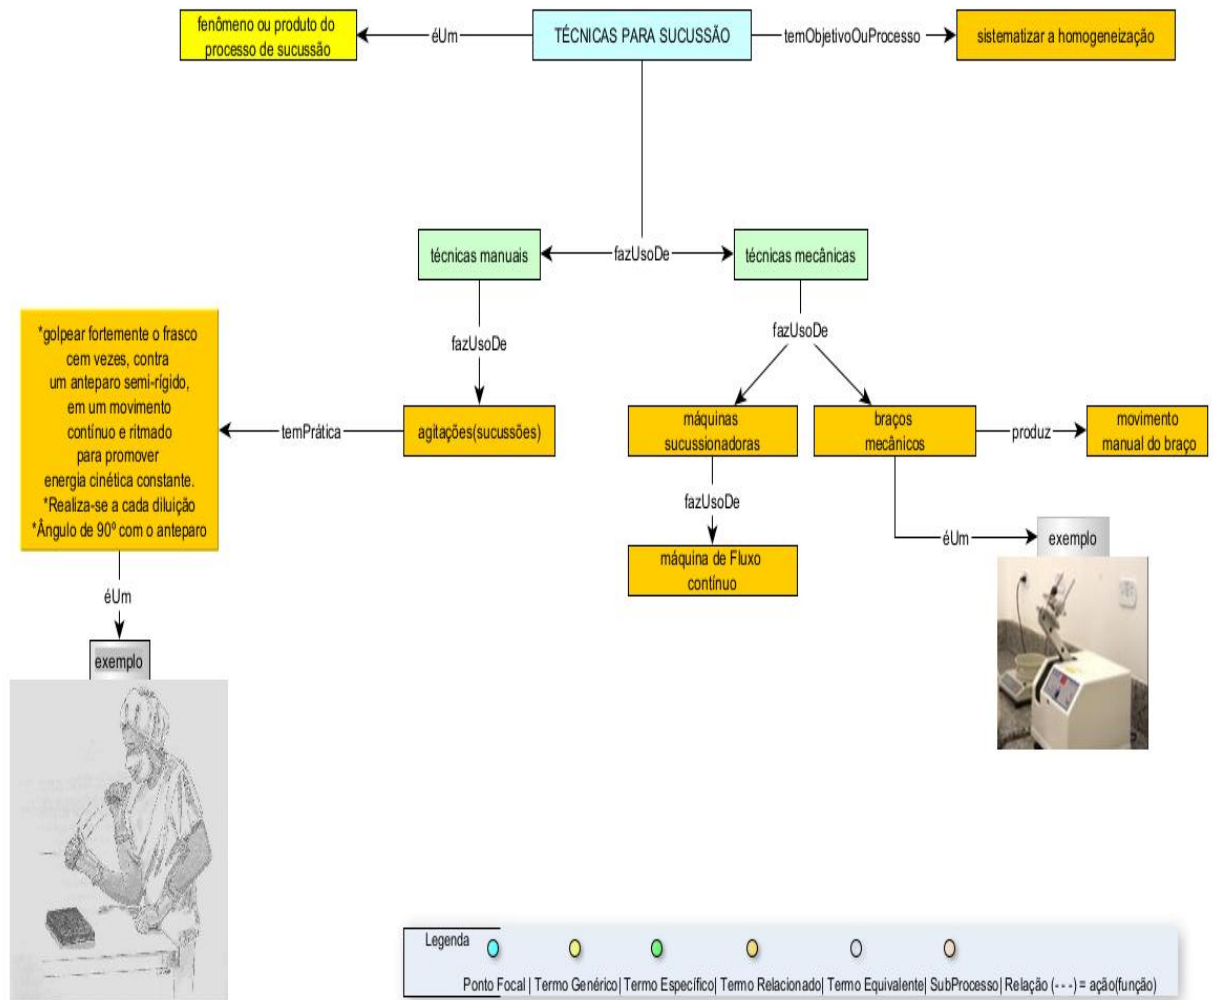 fenômeno ou produto do
processo de sucussão
éUm
TÉCNICAS PARA SUCUSSÃO
temObjetivoOuProcesso
sistematizar a homogeneização
técnicas manuais
fazUsoDe
técnicas mecânicas
fazUsoDe
fazUsoDe
*golpear fortemente o frasco
cem vezes, contra
um anteparo semi-rígido,
em um movimento
contínuo e ritmado
para promover
energia cinética constante.
*Realiza-se a cada diluição
*Ângulo de 90º com o anteparo
temPrática
agitações(sucussões)
máquinas
sucussionadoras
braços
mecânicos
produz
movimento
manual do braço
fazUsoDe
máquina de Fluxo
contínuo
éUm
exemplo
éUm
exemplo
Legenda
Ponto Focal | Termo Genérico| Termo Específico| Termo Relacionado| Termo Equivalente| SubProcesso| Relação (- - -) = ação(função)